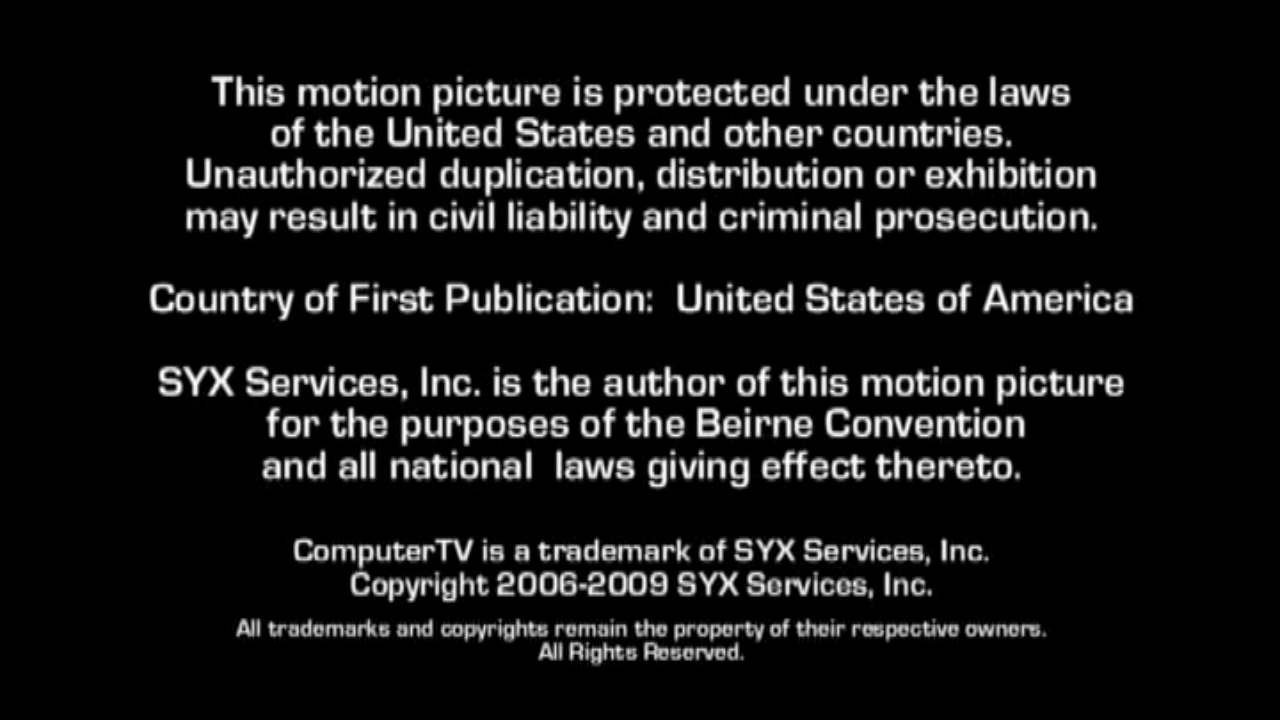 This motion picture is protected under the laws
of the United States and other countries.
Unauthorized duplication, distribution or exhibition
may result in civil liability and criminal prosecution.
Country of First Publication:  United States of America
SYX Services, Inc. is the author of this motion picture
for the purposes of the Beirne Convention
and all national  laws giving effect thereto.
ComputerTV is a trademark of SYX Services, Inc.
Copyright 2006-2009 SYX Services, Inc.
All trademarks and copyrights remain the property of their respective owners.
All Rights Reserved.